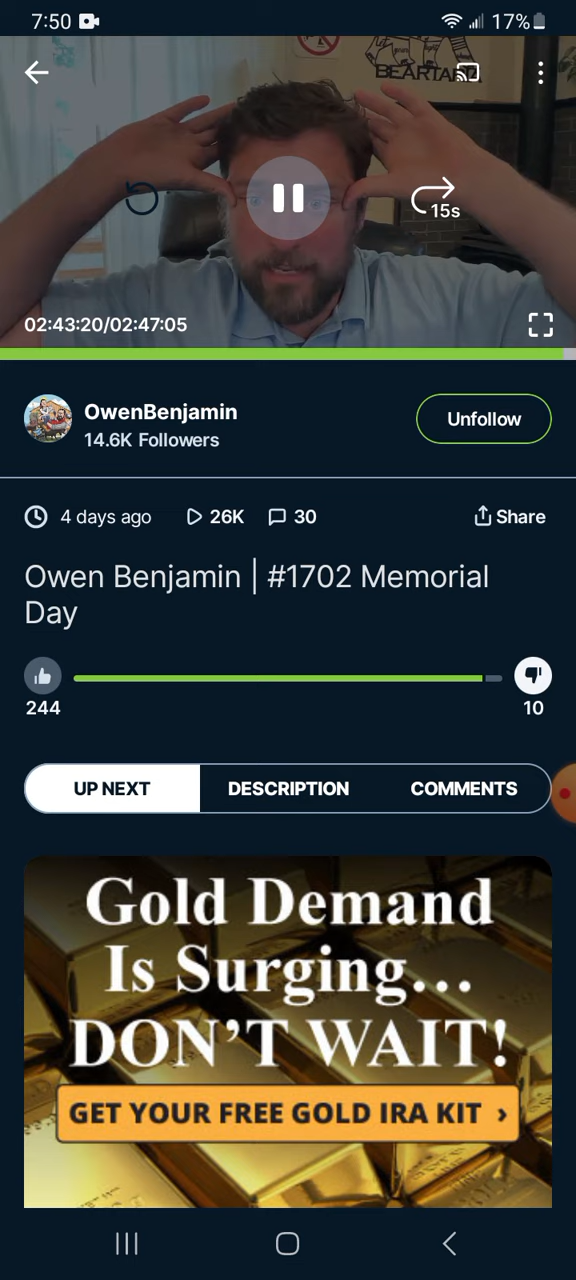 7:50
17%
BEARTARIA
15s
02:43:20/02:47:05
OwenBenjamin
14.6K Followers
Unfollow
4 days ago
26K
30
Share
Owen Benjamin | #1702 Memorial
Day
244
10
UP NEXT
DESCRIPTION
COMMENTS
Gold Demand
Is Surging...
DON'T WAIT!
GET YOUR FREE GOLD IRA KIT ›